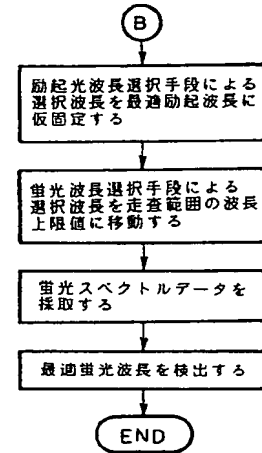 B
励起光波長選択手段による
選択波長を最適励起波長に
仮固定する
蛍光波長選択手段による
選択波長を走査範囲の波長
上限値に移動する
蛍光スペクトルデータを
採取する
最適蛍光波長を検出する
END